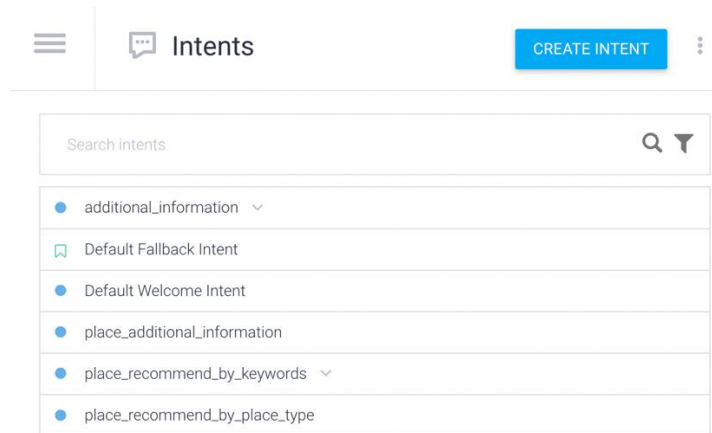 Intents
CREATE INTENT
Search intents
additional_information
Default Fallback Intent
Default Welcome Intent
place_additional_information
place_recommend_by_keywords
place_recommend_by_place_type